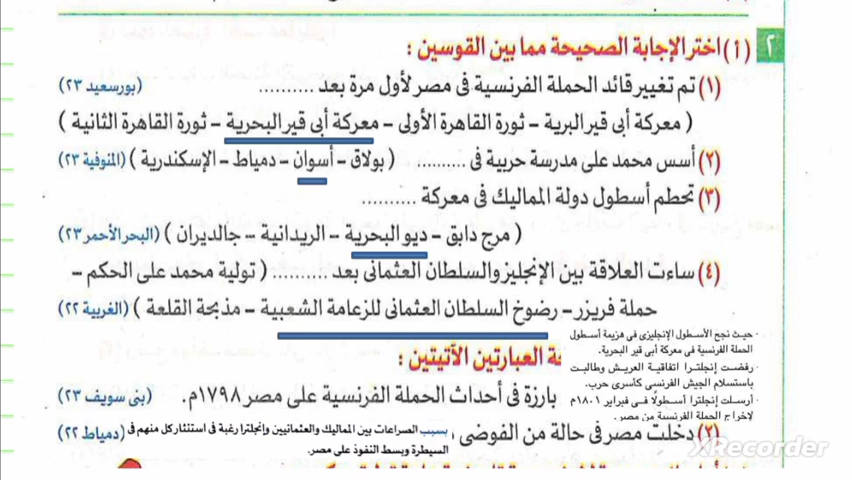 ٢ (أ) اختر الإجابة الصحيحة مما بين القوسين :
(١) تم تغيير قائد الحملة الفرنسية فى مصر لأول مرة بعد .......... (بورسعيد ٢٣)
( معركة أبى قير البرية – ثورة القاهرة الأولى – معركة أبى قير البحرية – ثورة القاهرة الثانية )
(٢) أسس محمد على مدرسة حربية فى .......... ( بولاق – أسوان – دمياط – الإسكندرية ) (المنوفية ٢٣)
(٣) تحطم أسطول دولة المماليك فى معركة ..........
( مرج دابق – ديو البحرية – الريدانية – جالديران ) (البحر الأحمر ٢٣)
(٤) ساءت العلاقة بين الإنجليز والسلطان العثمانى بعد .......... ( تولية محمد على الحكم –
حملة فريزر – رضوخ السلطان العثمانى للزعامة الشعبية – مذبحة القلعة ) (الغربية ٢٢)
· حيث نجح الأسطول الإنجليزى فى هزيمة أسطول
الحملة الفرنسية فى معركة أبى قير البحرية.
ة العبارتين الآتيتين :
· رفضت إنجلترا اتفاقية العريش وطالبت
باستسلام الجيش الفرنسى كأسرى حرب.
· أرسلت إنجلترا أسطولًا فى فبراير ١٨٠١م
لإخراج الحملة الفرنسية من مصر.
بارزة فى أحداث الحملة الفرنسية على مصر ١٧٩٨م. (بنى سويف ٢٣)
(٢) دخلت مصر فى حالة من الفوضى (دمياط ٢٢)
بسبب الصراعات بين المماليك والعثمانيين وإنجلترا رغبة فى استئثار كل منهم فى
السيطرة وبسط النفوذ على مصر.
XRecorder